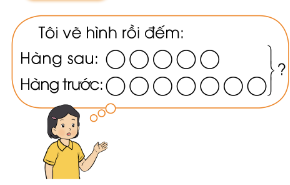 Tôi vẽ hình rồi đếm:
Hàng sau:
Hàng trước:
?